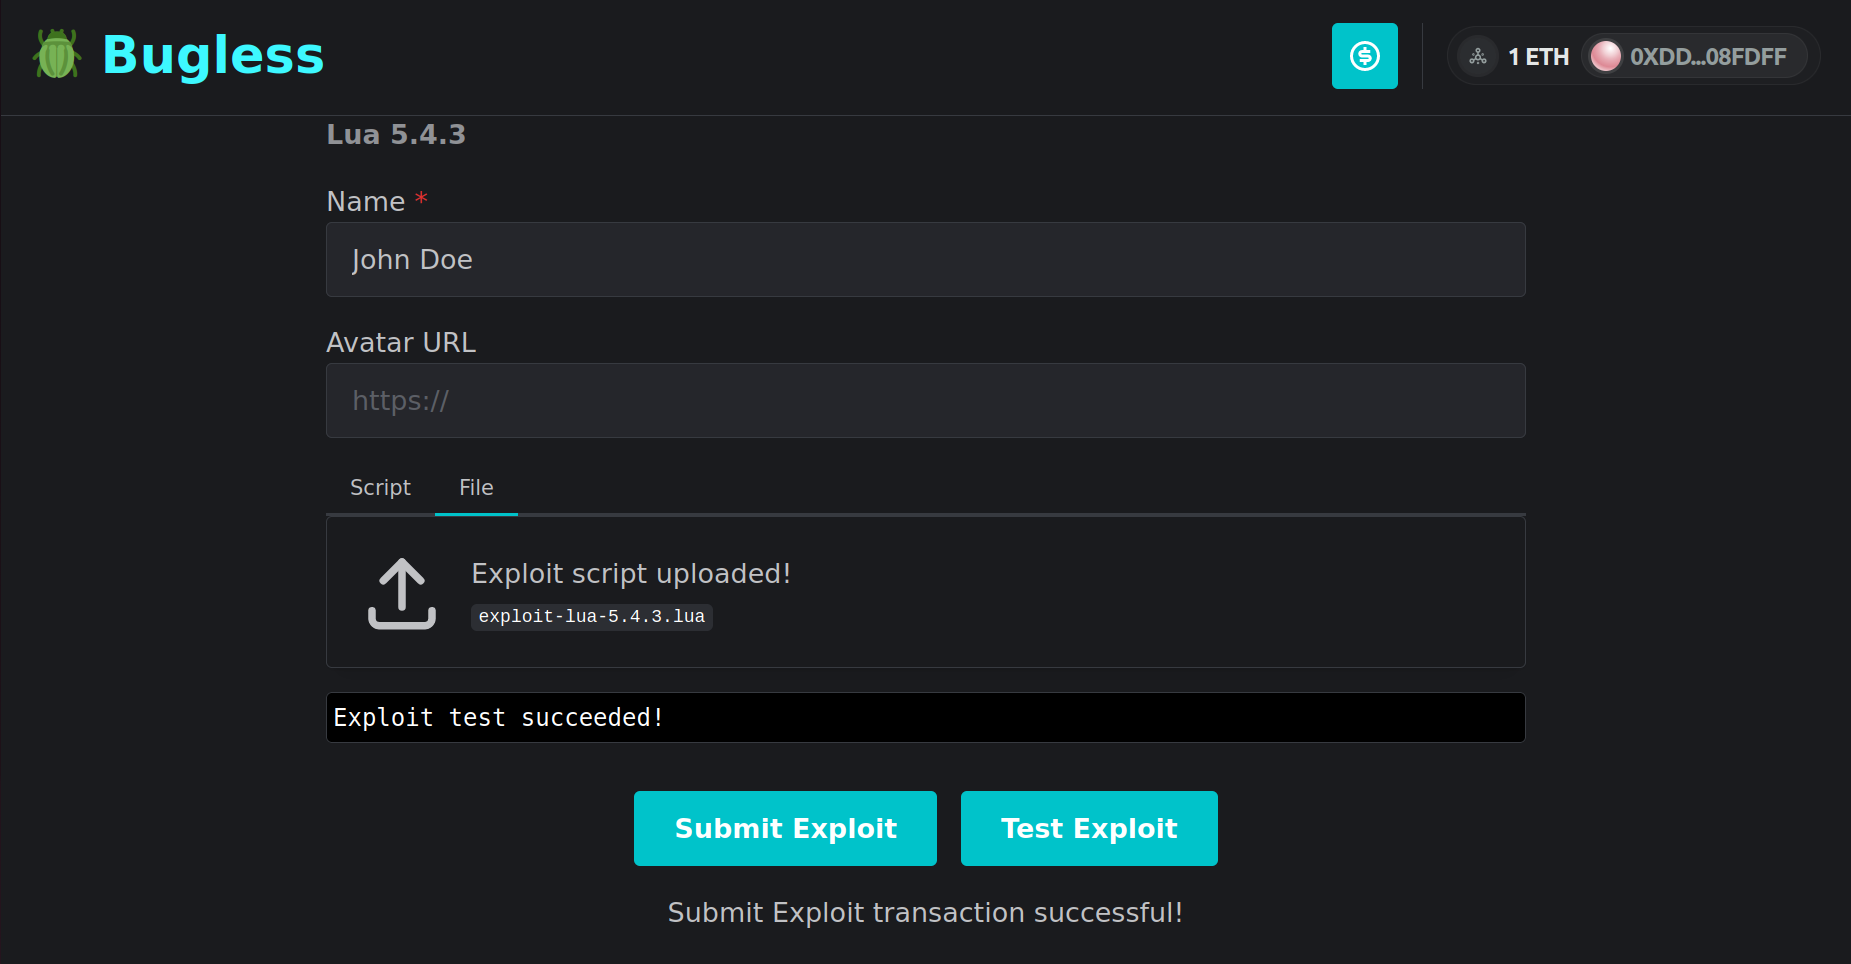 Bugless
1 ETH
0XDD...08FDFF
Lua 5.4.3
Name *
John Doe
Avatar URL
https://
Script
File
Exploit script uploaded!
exploit-lua-5.4.3.lua
Exploit test succeeded!
Submit Exploit
Test Exploit
Submit Exploit transaction successful!